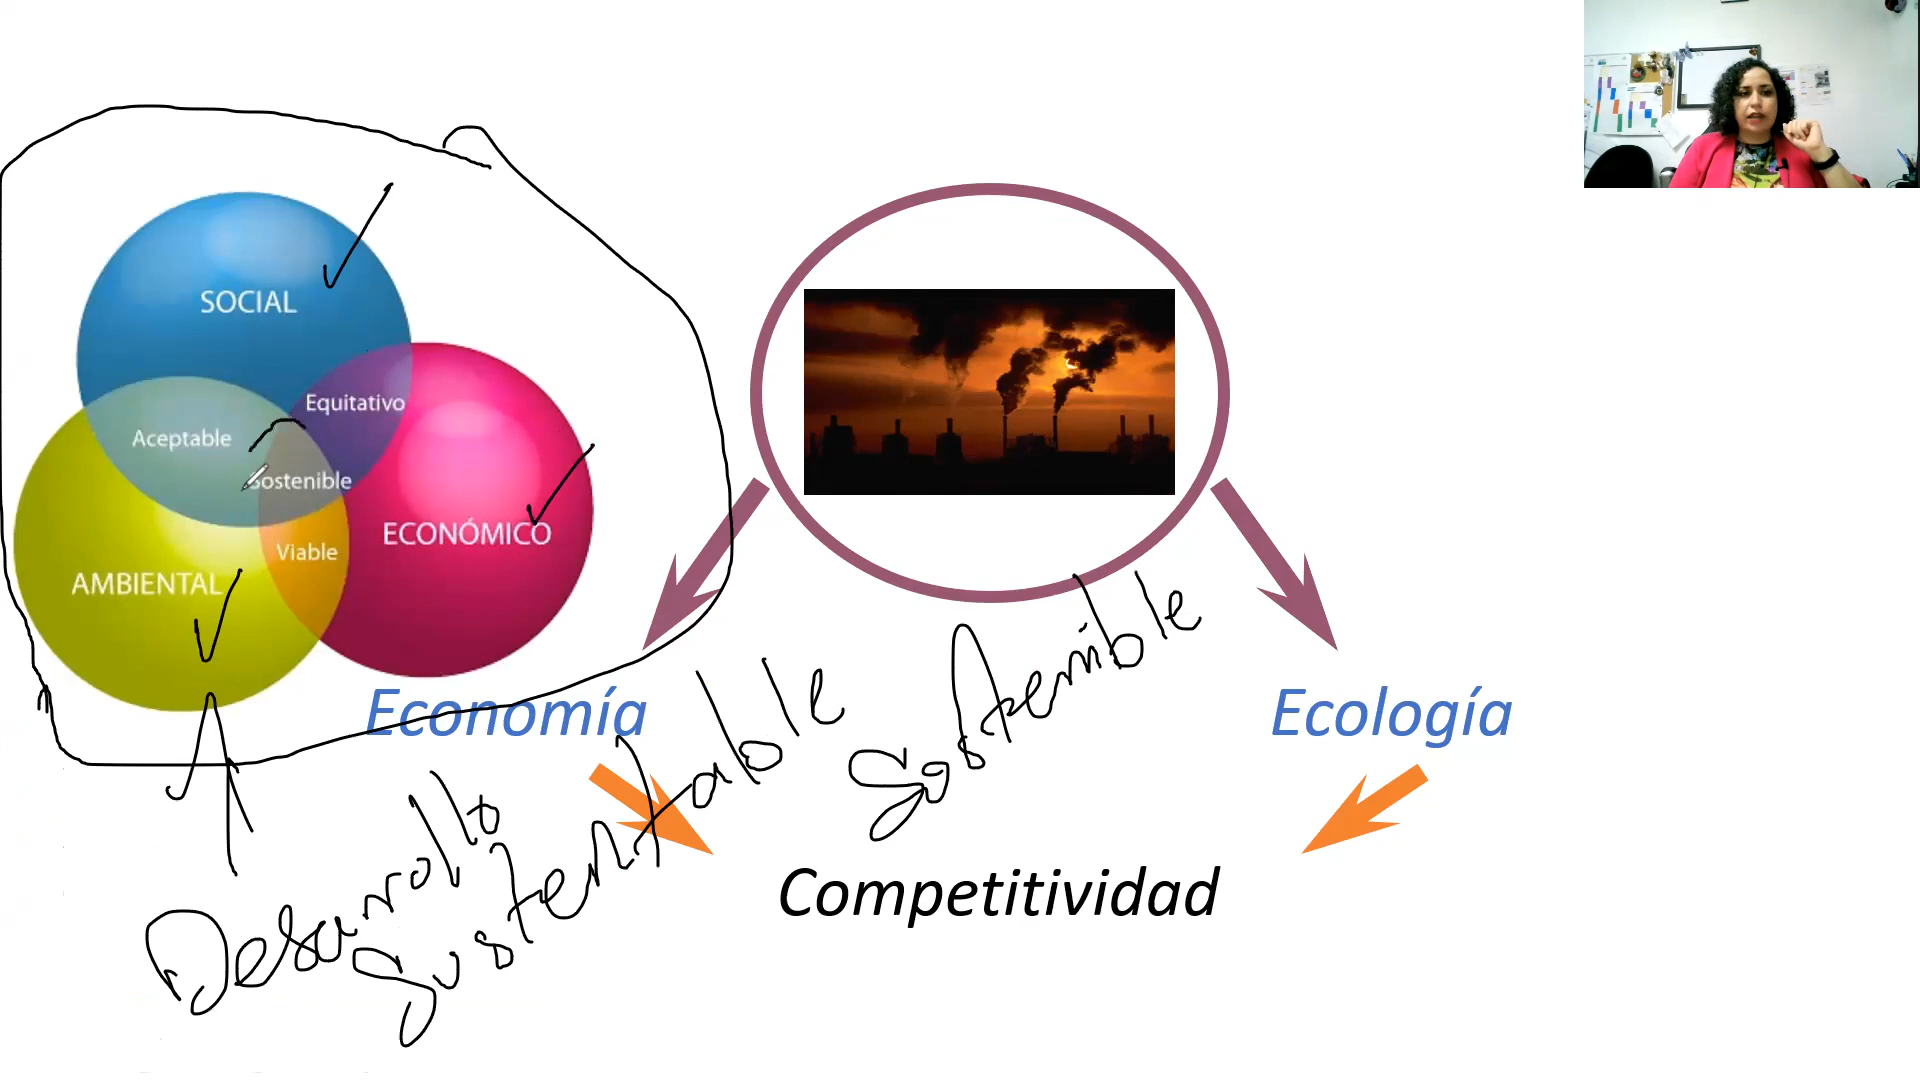 SOCIAL
Equitativo
Aceptable
Sostenible
ECONÓMICO
Viable
AMBIENTAL
Economía
Ecología
Competitividad
Desarrollo
Sustentable
Sostenible